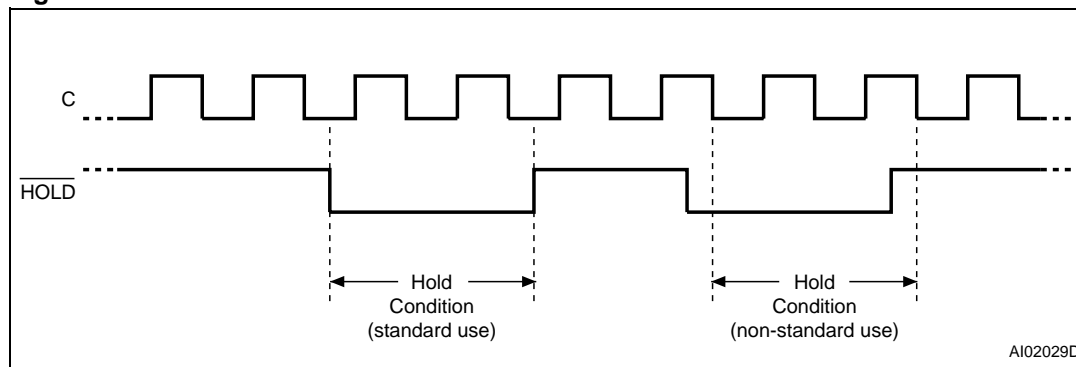 C
HOLD
Hold
Condition
(standard use)
Hold
Condition
(non-standard use)
AI02029D